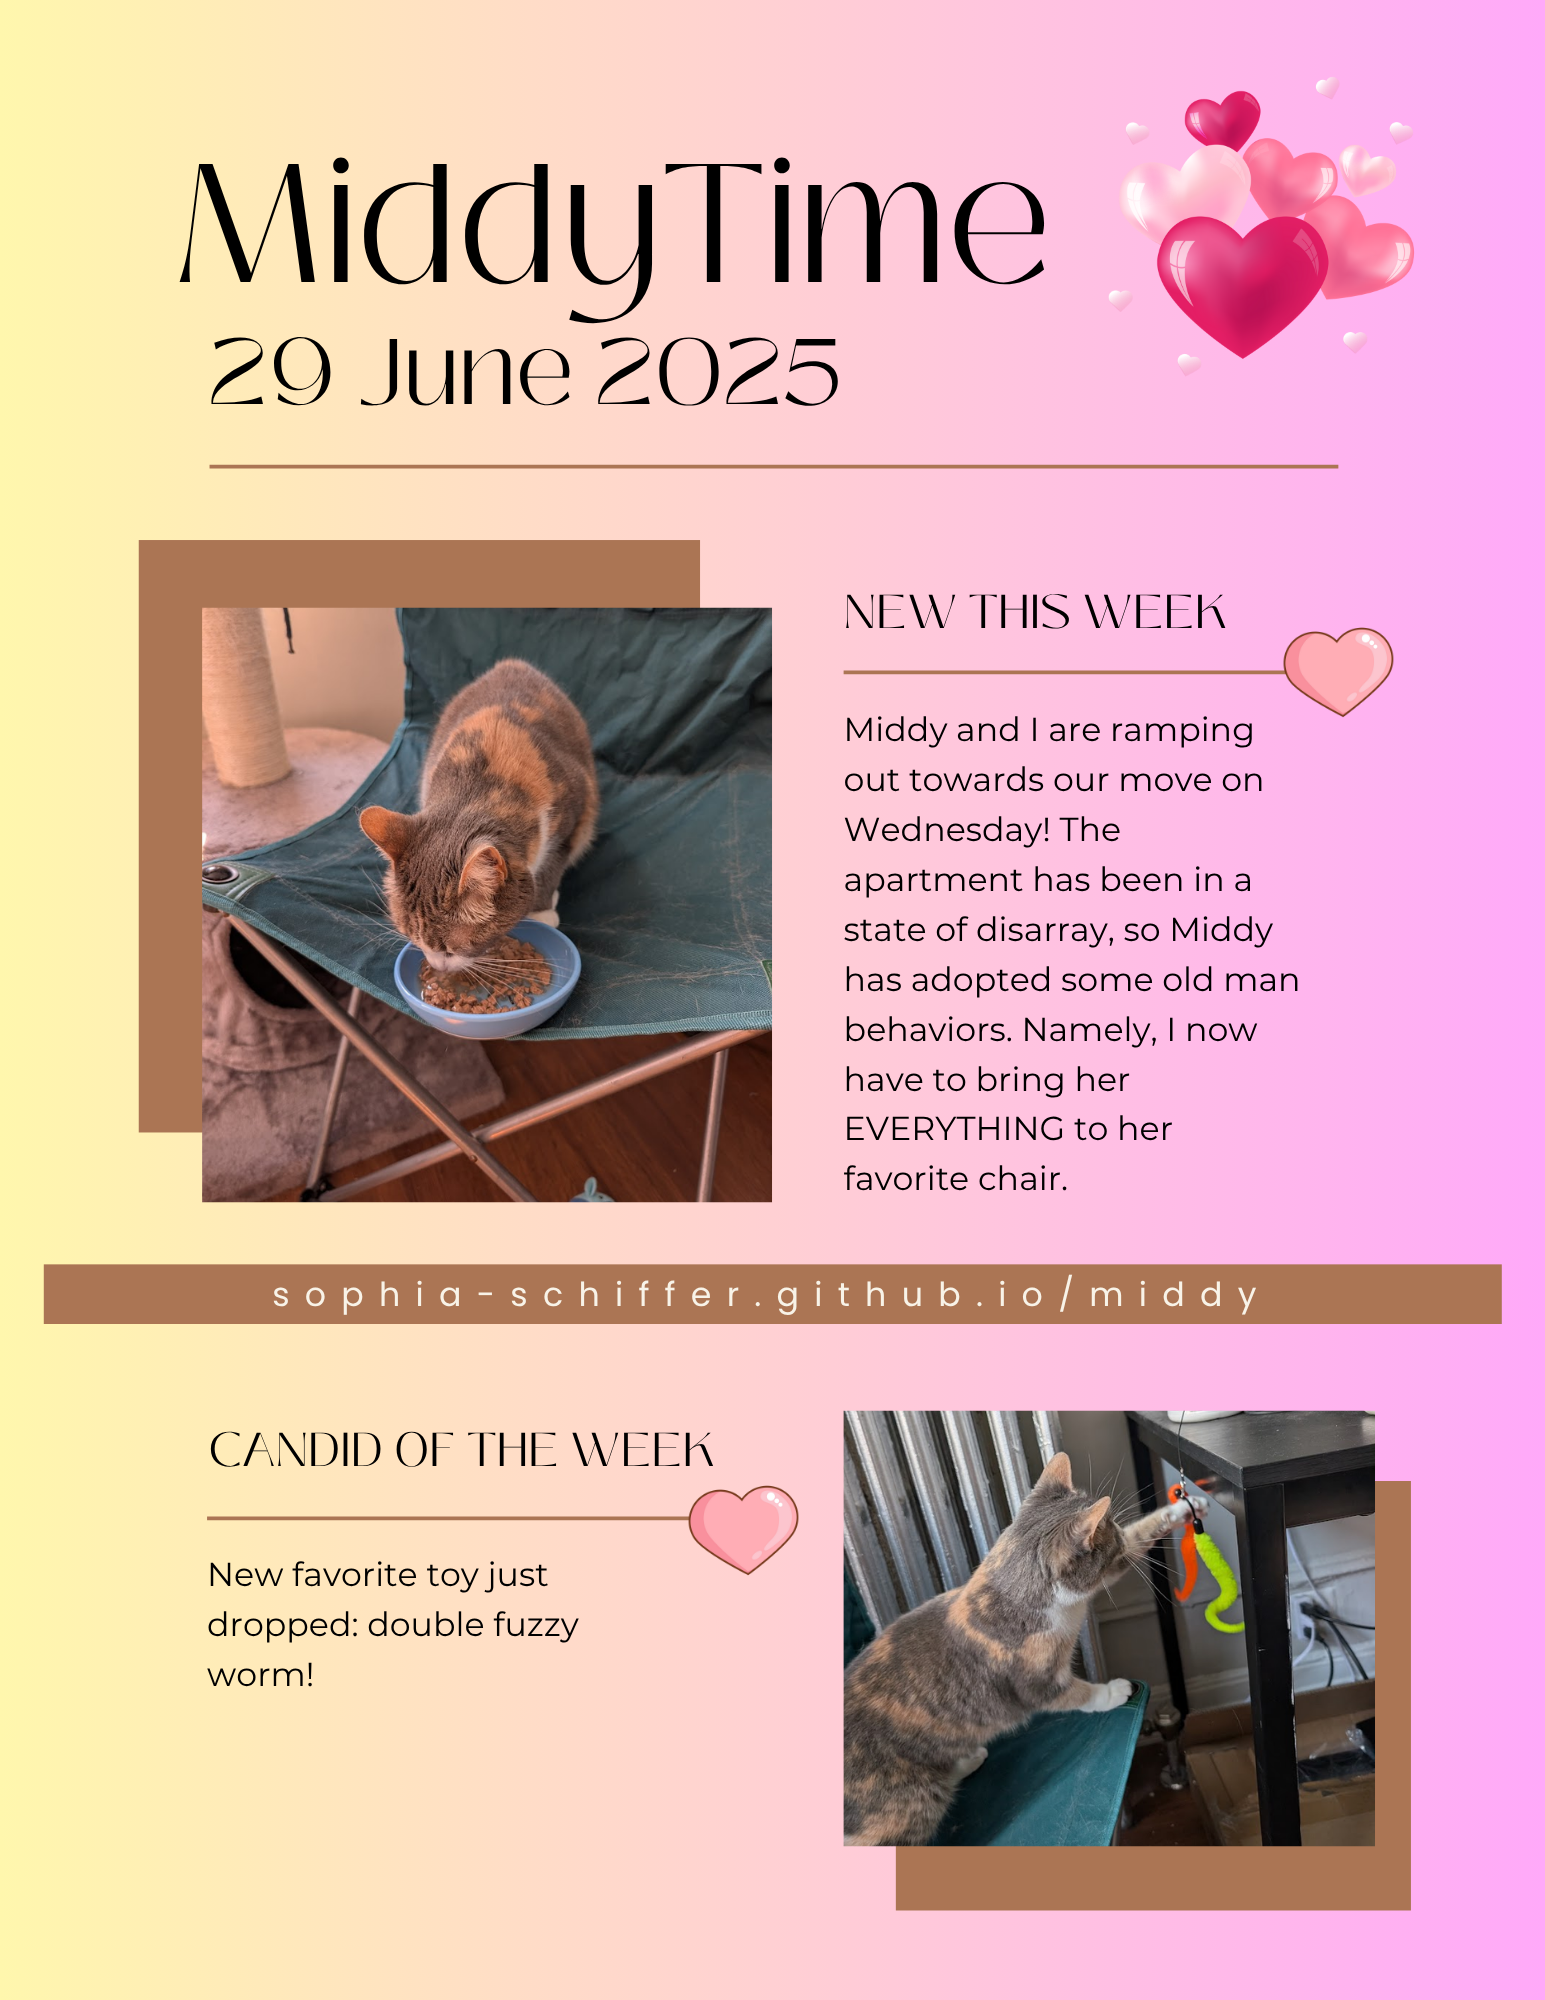 MiddyTime
29 June 2025
NEW THIS WEEK
Middy and I are ramping
out towards our move on
Wednesday! The
apartment has been in a
state of disarray, so Middy
has adopted some old man
behaviors. Namely, I now
have to bring her
EVERYTHING to her
favorite chair.
sophia-schiffer.github.io/middy
CANDID OF THE WEEK
New favorite toy just
dropped: double fuzzy
worm!